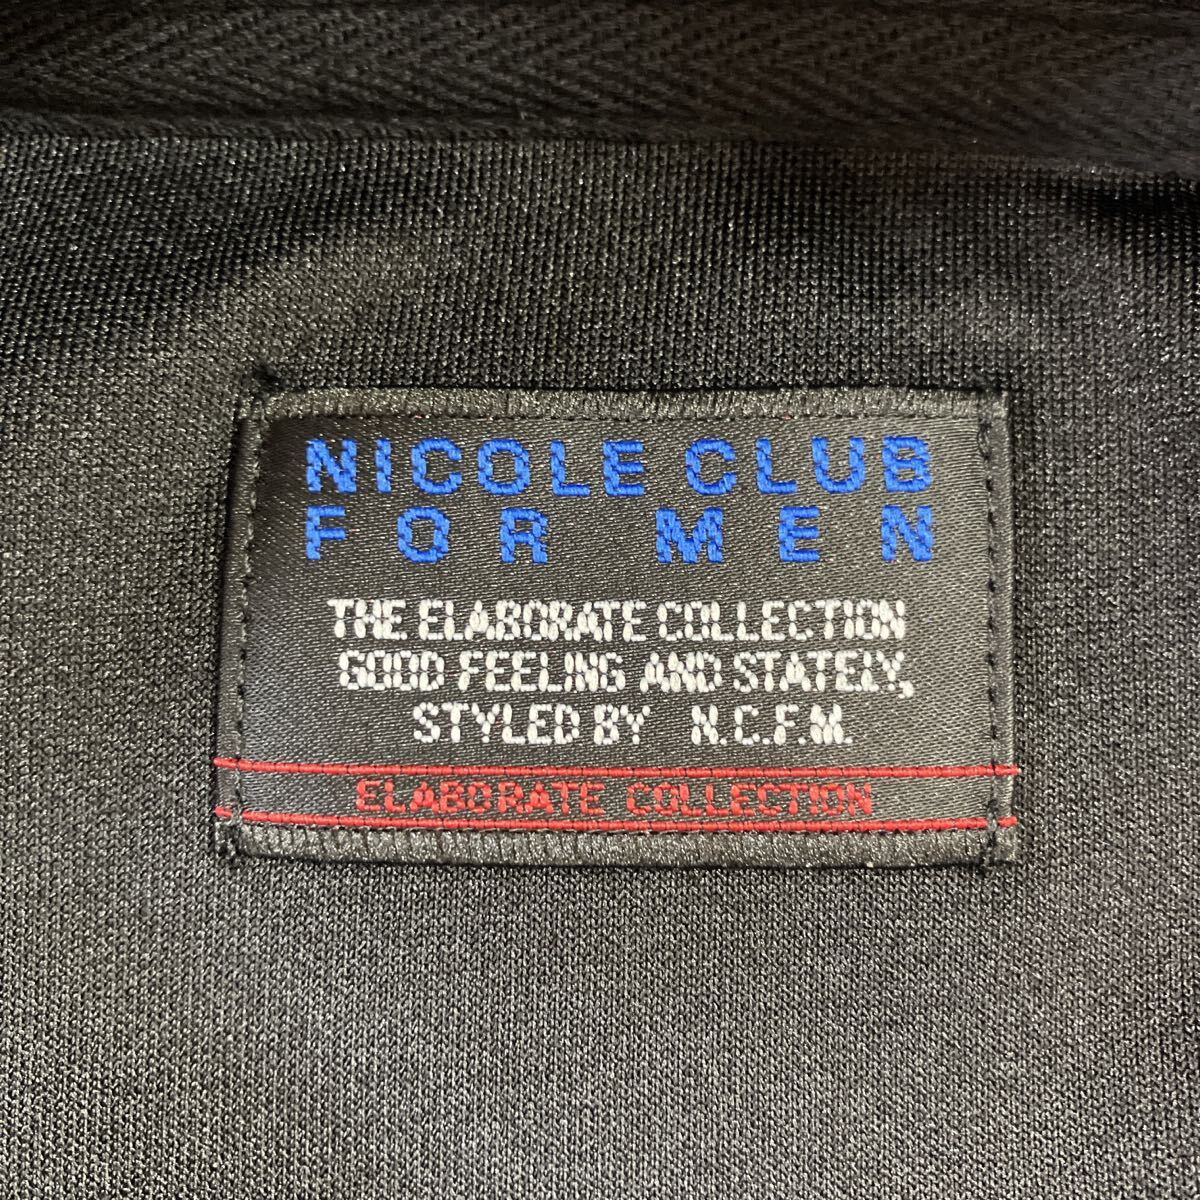 NICOLE CLUB
FOR MEN
THE ELABORATE COLLECTION
GOOD FEELING AND STATELY,
STYLED BY N.C.F.M.
ELABORATE COLLECTION